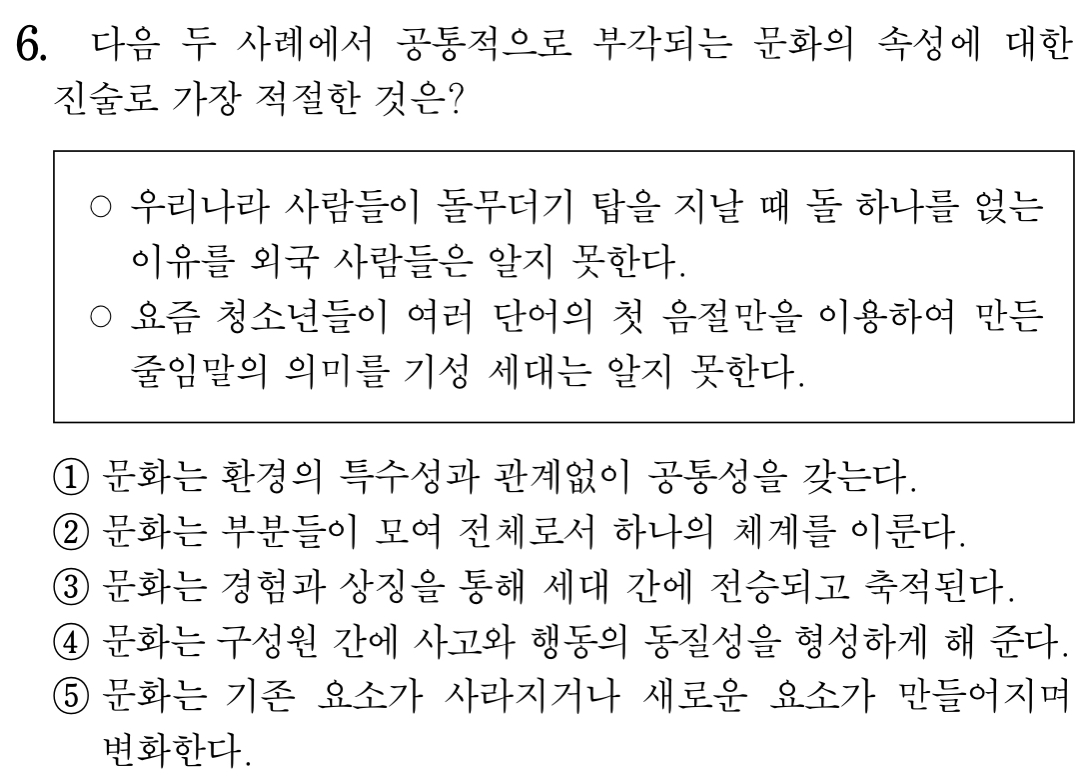 6. 다음 두 사례에서 공통적으로 부각되는 문화의 속성에 대한
진술로 가장 적절한 것은?
○ 우리나라 사람들이 돌무더기 탑을 지날 때 돌 하나를 얹는
이유를 외국 사람들은 알지 못한다.
○ 요즘 청소년들이 여러 단어의 첫 음절만을 이용하여 만든
줄임말의 의미를 기성 세대는 알지 못한다.
① 문화는 환경의 특수성과 관계없이 공통성을 갖는다.
② 문화는 부분들이 모여 전체로서 하나의 체계를 이룬다.
③ 문화는 경험과 상징을 통해 세대 간에 전승되고 축적된다.
④ 문화는 구성원 간에 사고와 행동의 동질성을 형성하게 해 준다.
⑤ 문화는 기존 요소가 사라지거나 새로운 요소가 만들어지며
변화한다.